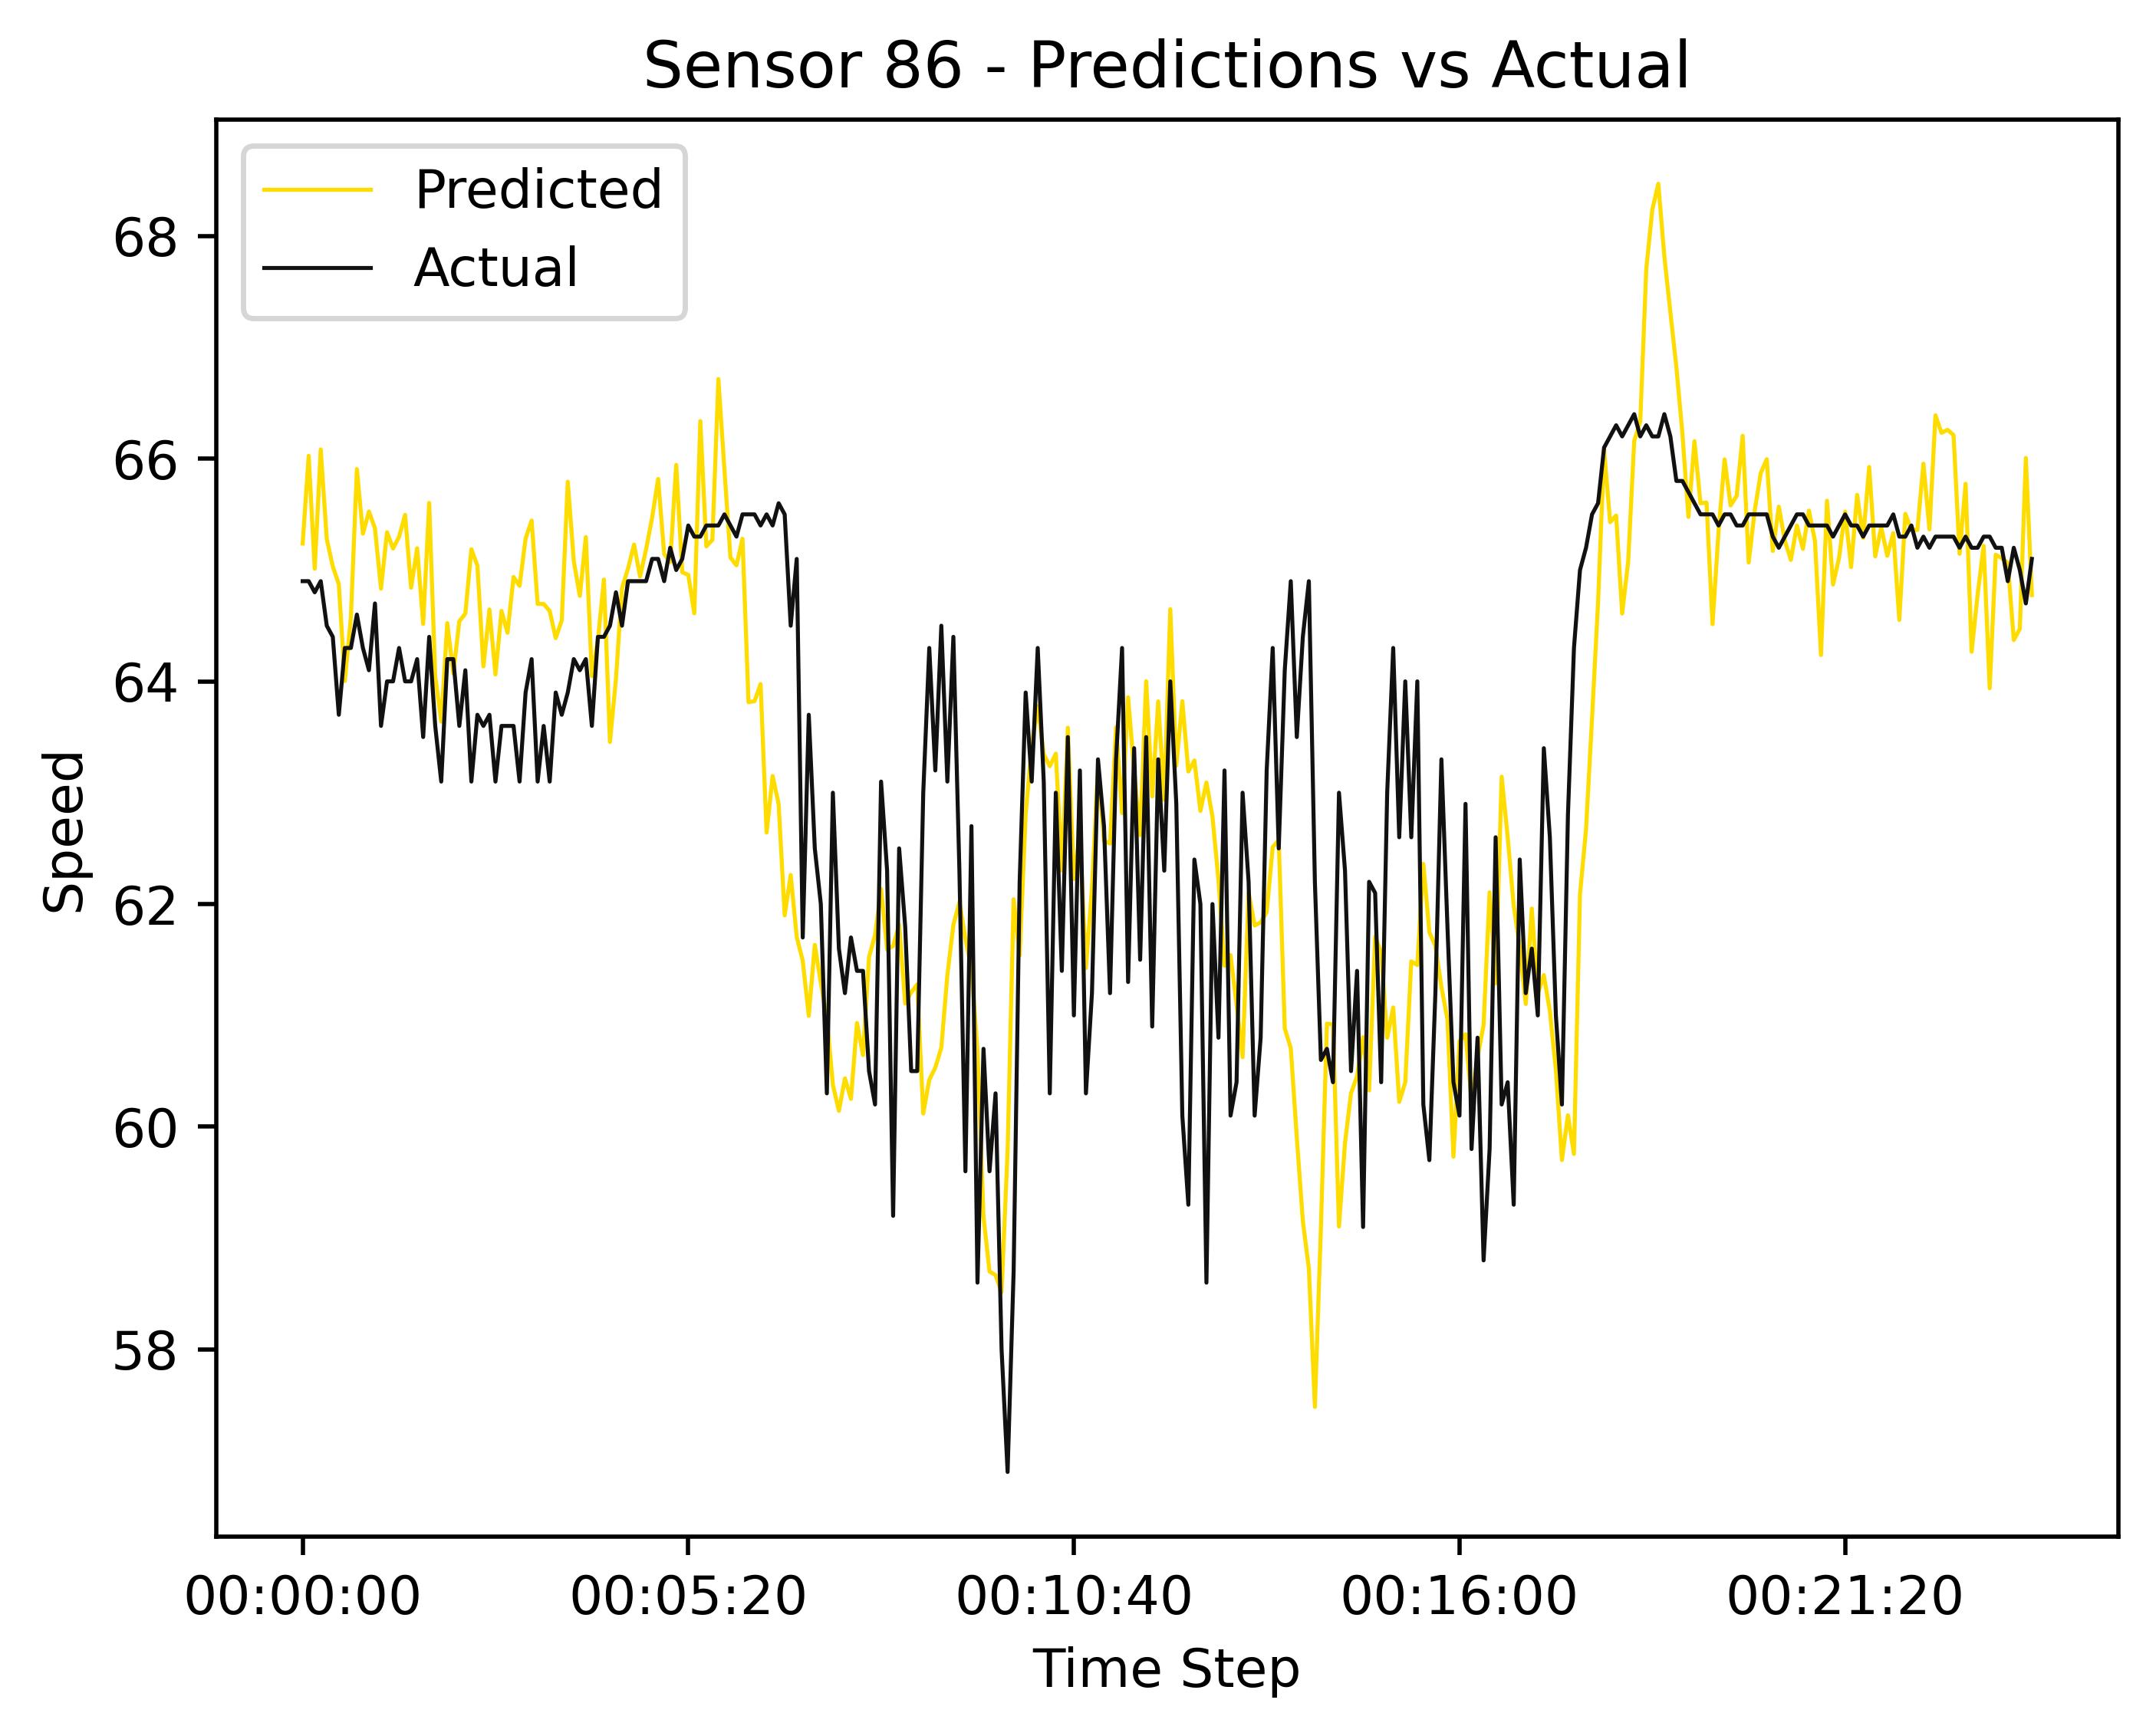 Sensor 86 - Predictions vs Actual
Predicted
Actual
68
66
64
62
60
58
Speed
00:00:00 00:05:20 00:10:40 00:16:00 00:21:20
Time Step